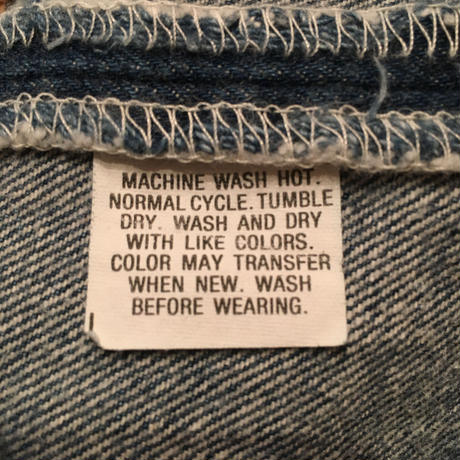 MACHINE WASH HOT.
NORMAL CYCLE. TUMBLE
DRY. WASH AND DRY
WITH LIKE COLORS.
COLOR MAY TRANSFER
WHEN NEW. WASH
BEFORE WEARING.